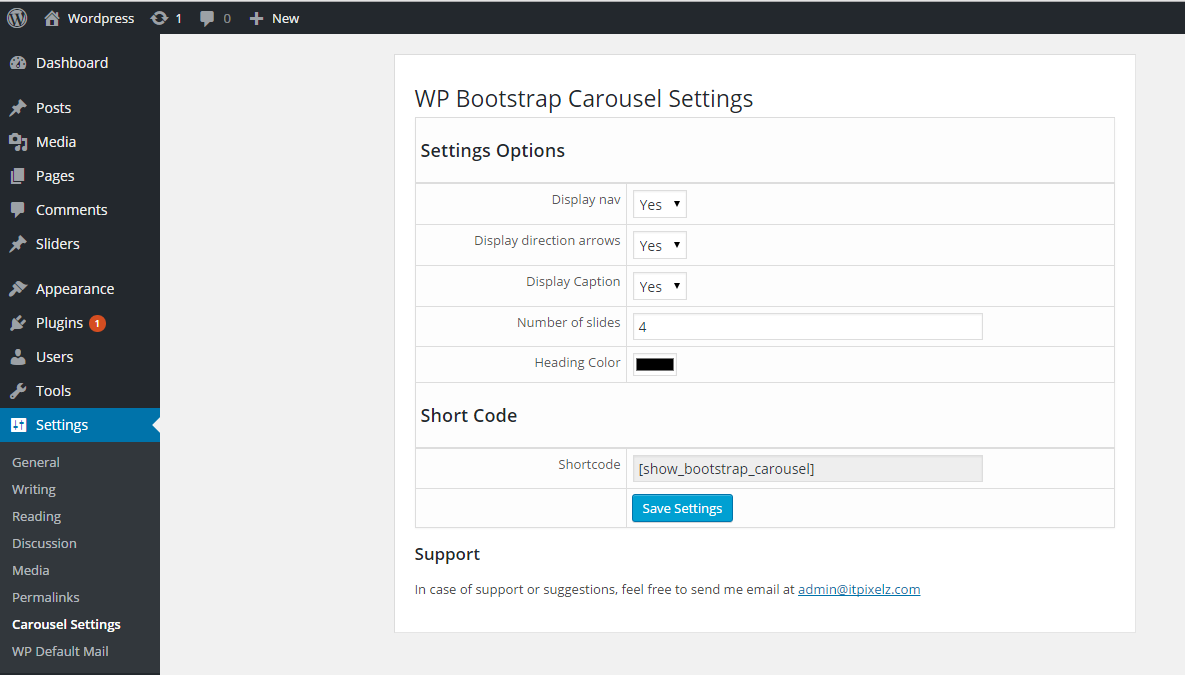 Wordpress 1 0 New
Dashboard
Posts
Media
Pages
Comments
Sliders
Appearance
Plugins 1
Users
Tools
Settings
General
Writing
Reading
Discussion
Media
Permalinks
Carousel Settings
WP Default Mail
WP Bootstrap Carousel Settings
Settings Options
Display nav Yes
Display direction arrows Yes
Display Caption Yes
Number of slides 4
Heading Color
Short Code
Shortcode [show_bootstrap_carousel]
Save Settings
Support
In case of support or suggestions, feel free to send me email at admin@itpixelz.com